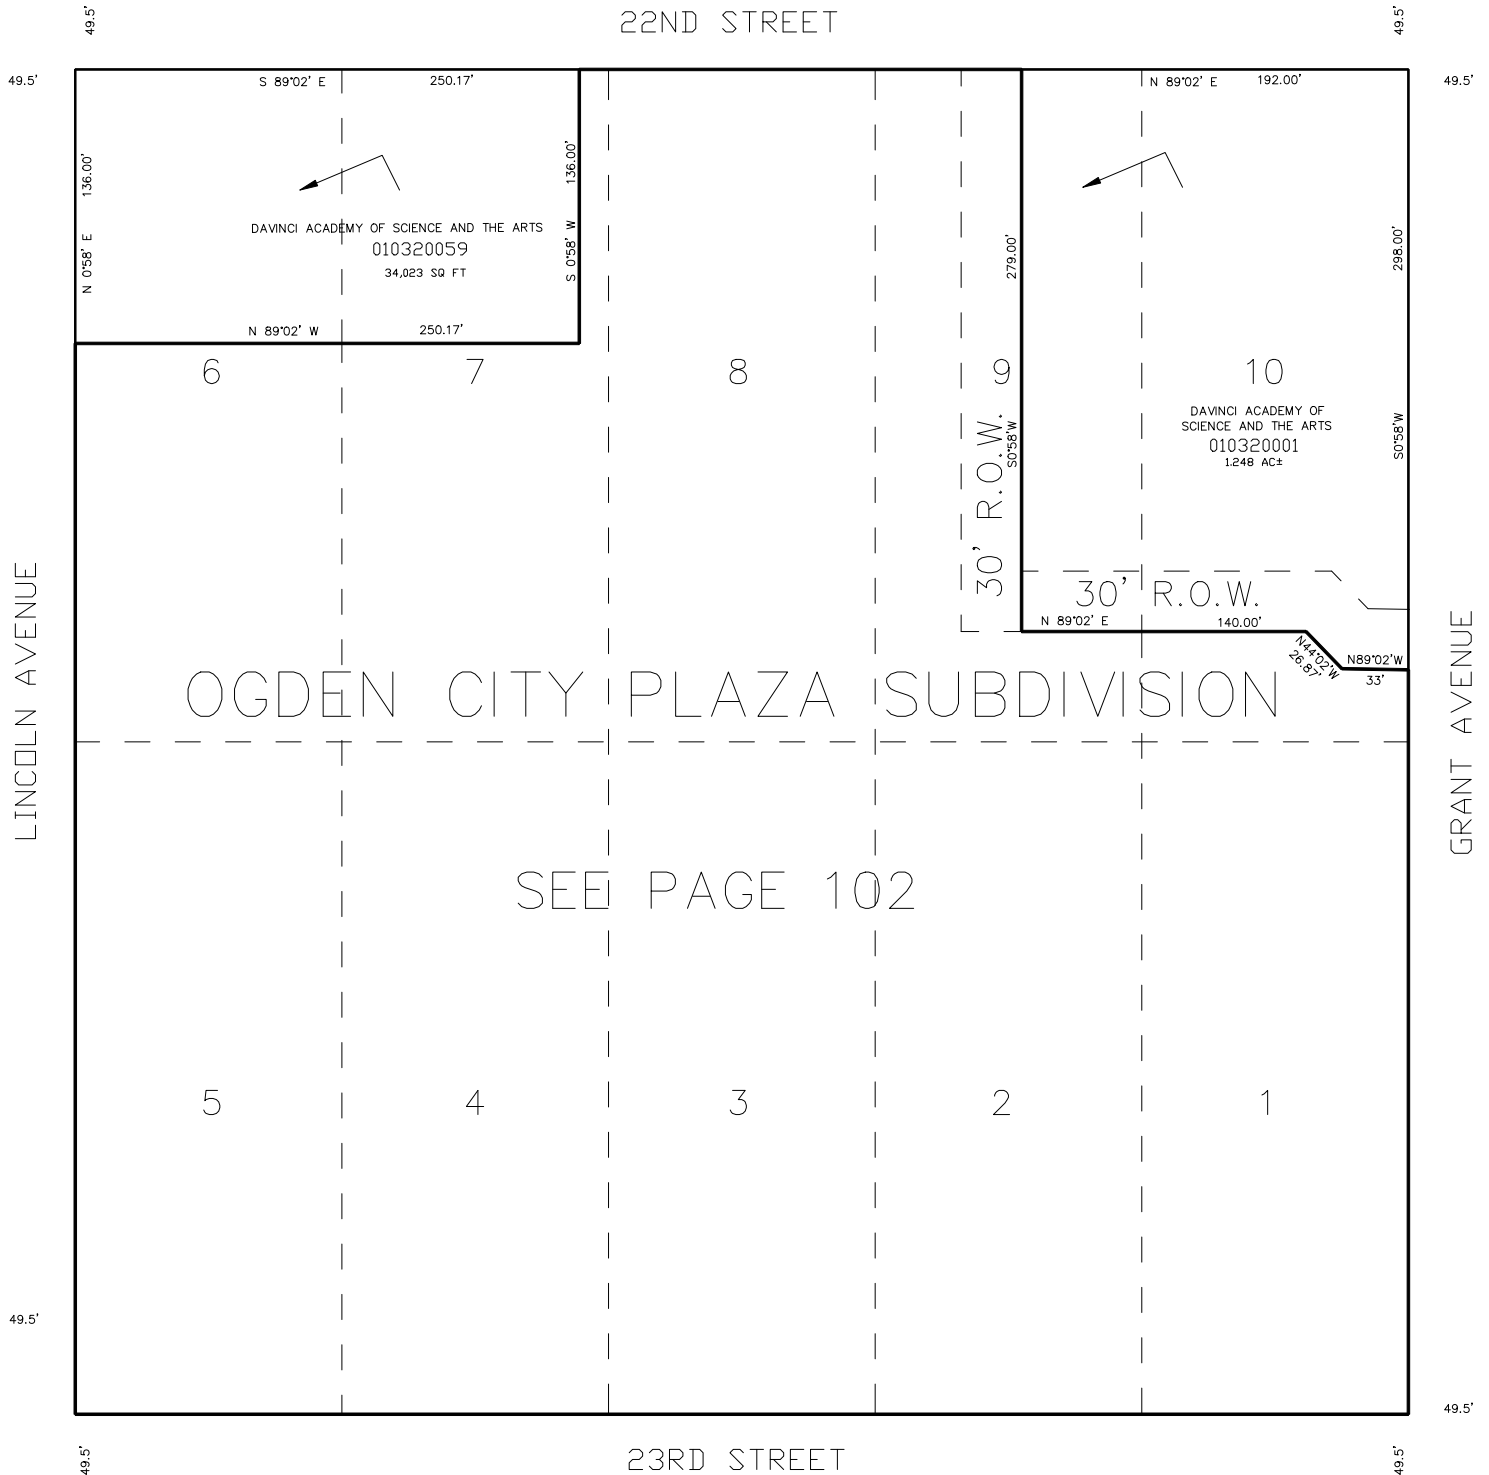 49.5'
22ND STREET
49.5'
49.5'
S 89°02' E
250.17'
N 89°02' E
192.00'
49.5'
136.00'
N 0°58' E
136.00'
S 0°58' W
DAVINCI ACADEMY OF SCIENCE AND THE ARTS
010320059
34,023 SQ FT
279.00'
S0°58'W
298.00'
S0°58'W
N 89°02' W
250.17'
6
7
8
9
10
DAVINCI ACADEMY OF
SCIENCE AND THE ARTS
010320001
1.248 AC±
30' R.O.W.
30' R.O.W.
N 89°02' E
140.00'
N44°02'W
26.87'
N89°02'W
33'
LINCOLN AVENUE
GRANT AVENUE
OGDEN CITY PLAZA SUBDIVISION
SEE PAGE 102
5
4
3
2
1
49.5'
49.5'
49.5'
23RD STREET
49.5'